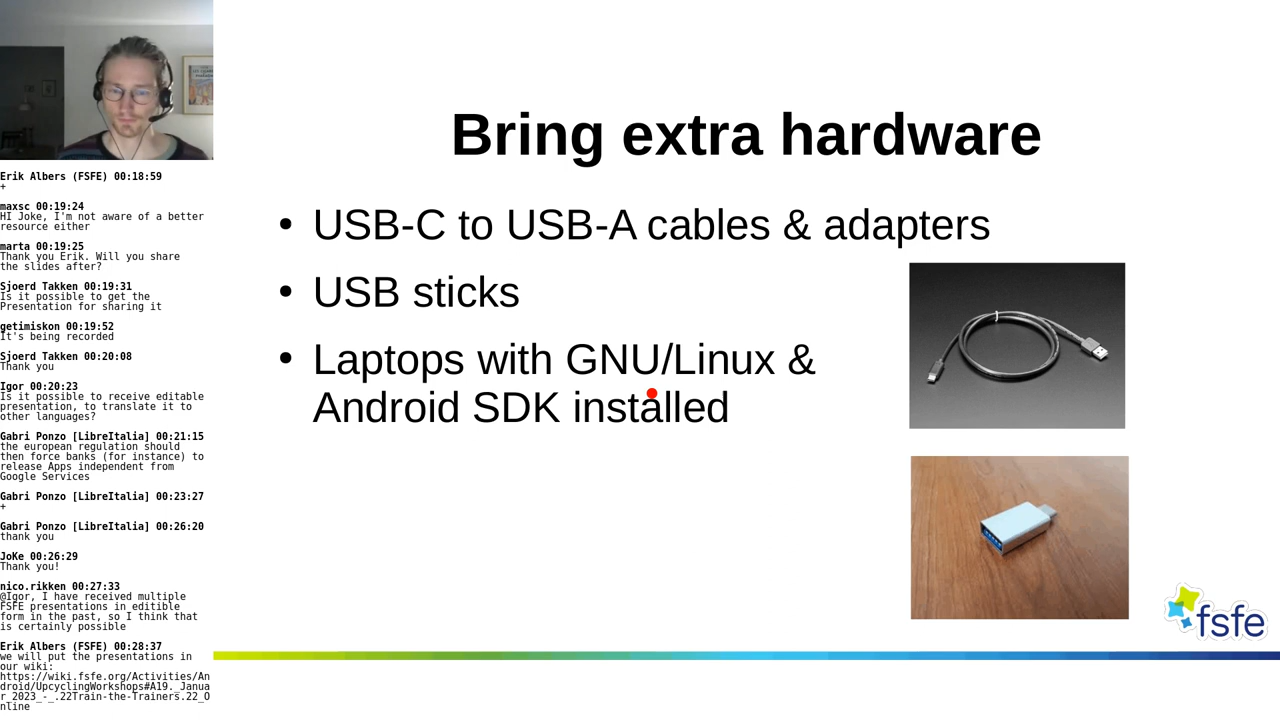 Bring extra hardware
• USB-C to USB-A cables & adapters
• USB sticks
• Laptops with GNU/Linux &
Android SDK installed
fsfe
Erik Albers (FSFE) 00:18:59
+
maxsc 00:19:24
HI Joke, I'm not aware of a better
resource either
marta 00:19:25
Thank you Erik. Will you share
the slides after?
Sjoerd Takken 00:19:31
Is it possible to get the
Presentation for sharing it
getimiskon 00:19:52
It's being recorded
Sjoerd Takken 00:20:08
Thank you
Igor 00:20:23
Is it possible to receive editable
presentation, to translate it to
other languages?
Gabri Ponzo [LibreItalia] 00:21:15
the european regulation should
then force banks (for instance) to
release Apps independent from
Google Services
Gabri Ponzo [LibreItalia] 00:23:27
+
Gabri Ponzo [LibreItalia] 00:26:20
thank you
JoKe 00:26:29
Thank you!
nico.rikken 00:27:33
@Igor, I have received multiple
FSFE presentations in editible
form in the past, so I think that
is certainly possible
Erik Albers (FSFE) 00:28:37
we will put the presentations in
our wiki:
https://wiki.fsfe.org/Activities/An
droid/UpcyclingWorkshops#A19._Janua
r_2023_-_.22Train-the-Trainers.22_O
nline